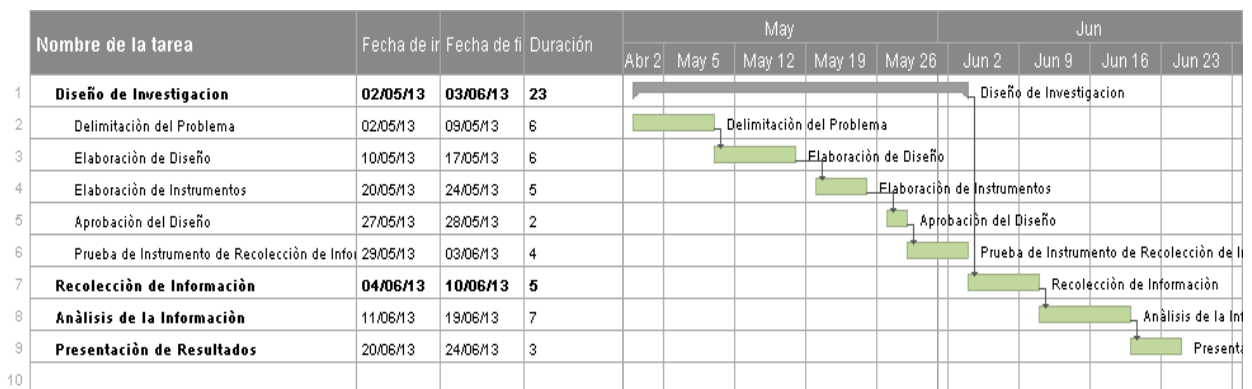 Nombre de la tarea Fecha de ir Fecha de fi Duración May Jun
Abr 2 May 5 May 12 May 19 May 26 Jun 2 Jun 9 Jun 16 Jun 23
1 Diseño de Investigacion 02/05/13 03/06/13 23 Diseño de Investigacion
2 Delimitaciòn del Problema 02/05/13 09/05/13 6 Delimitaciòn del Problema
3 Elaboraciòn de Diseño 10/05/13 17/05/13 6 Elaboraciòn de Diseño
4 Elaboraciòn de Instrumentos 20/05/13 24/05/13 5 Elaboraciòn de Instrumentos
5 Aprobaciòn del Diseño 27/05/13 28/05/13 2 Aprobaciòn del Diseño
6 Prueba de Instrumento de Recolecciòn de Infor 29/05/13 03/06/13 4 Prueba de Instrumento de Recolecciòn de I
7 Recolecciòn de Informaciòn 04/06/13 10/06/13 5 Recolecciòn de Informaciòn
8 Anàlisis de la Informaciòn 11/06/13 19/06/13 7 Anàlisis de la Int
9 Presentaciòn de Resultados 20/06/13 24/06/13 3 Present
10